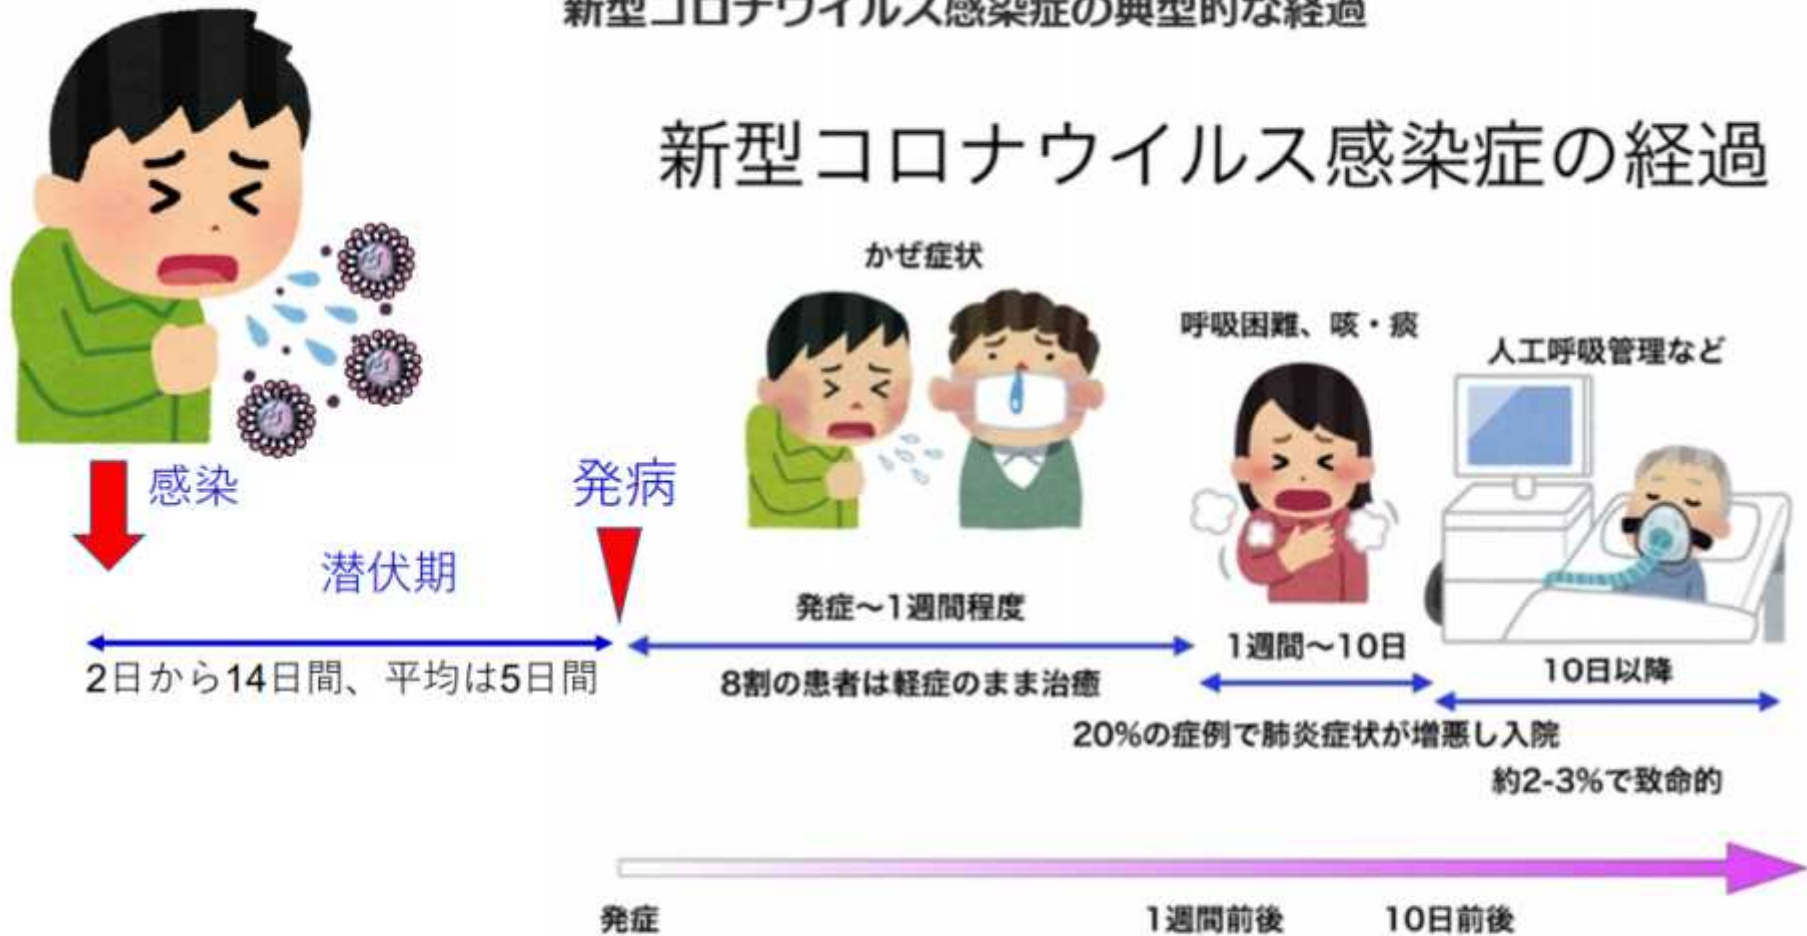 新型コロナウイルス感染症の典型的な経過
新型コロナウイルス感染症の経過
かぜ症状
呼吸困難、咳・痰
人工呼吸管理など
感染
発病
潜伏期
2日から14日間、平均は5日間
発症～1週間程度
8割の患者は軽症のまま治癒
1週間～10日
10日以降
20%の症例で肺炎症状が増悪し入院
約2-3%で致命的
発症
1週間前後
10日前後